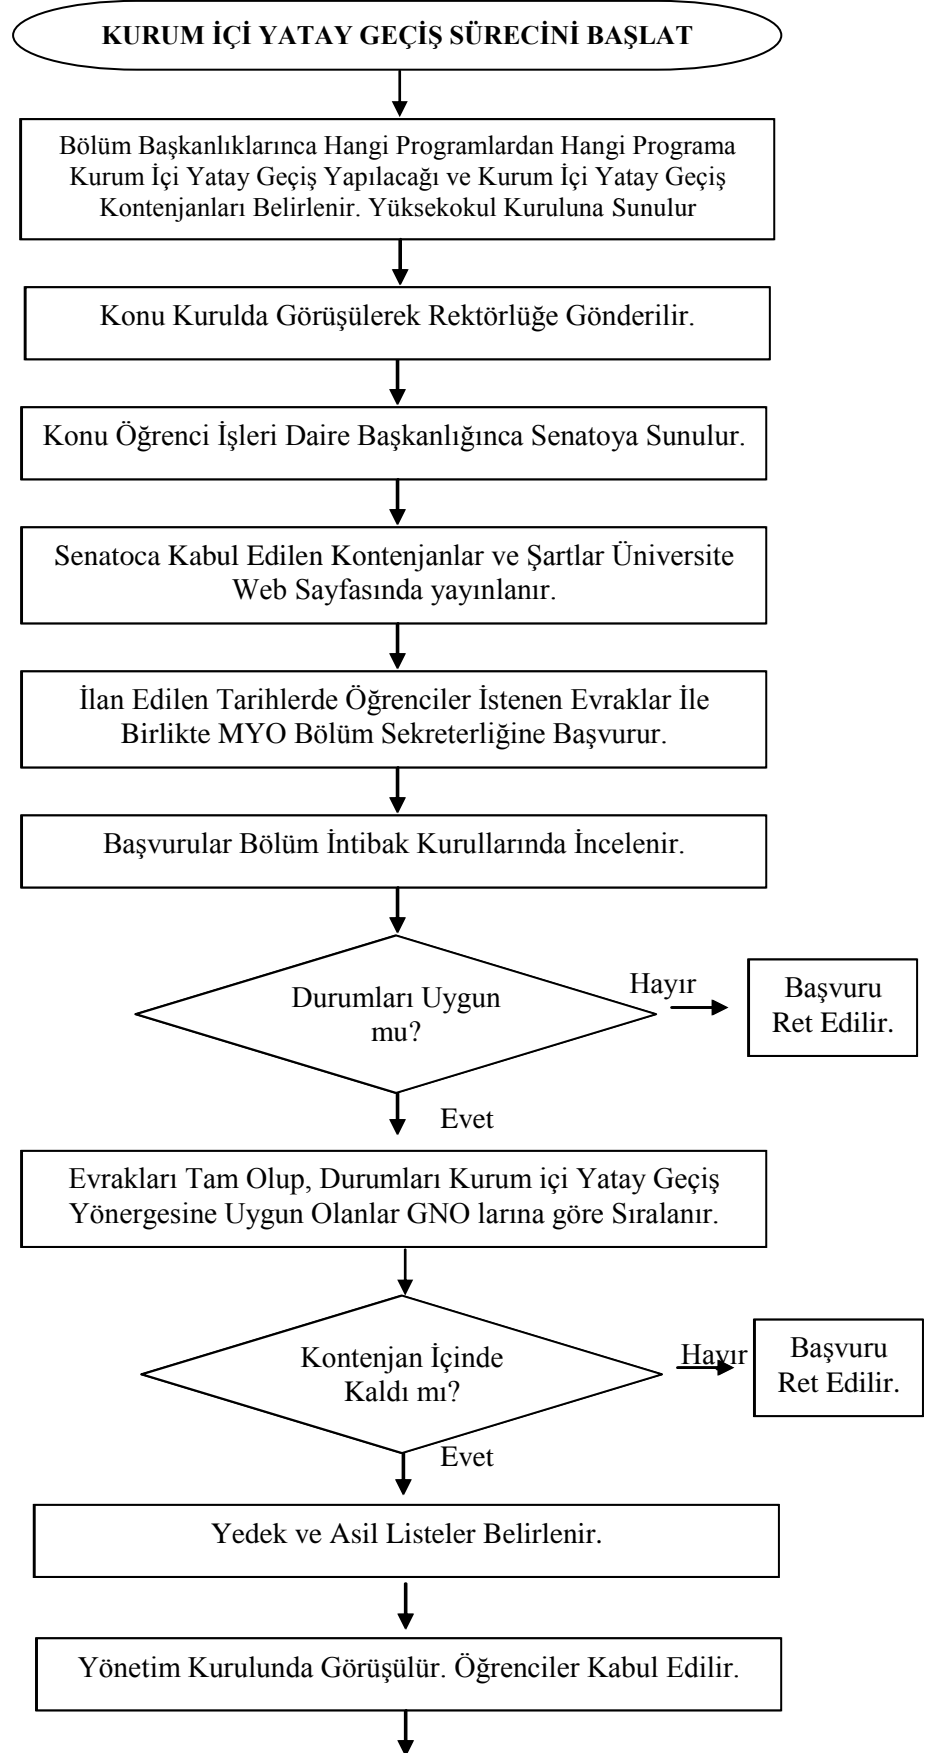 KURUM İÇİ YATAY GEÇİŞ SÜRECİNİ BAŞLAT
Bölüm Başkanlıklarınca Hangi Programlardan Hangi Programa
Kurum İçi Yatay Geçiş Yapılacağı ve Kurum İçi Yatay Geçiş
Kontenjanları Belirlenir. Yüksekokul Kuruluna Sunulur
Konu Kurulda Görüşülerek Rektörlüğe Gönderilir.
Konu Öğrenci İşleri Daire Başkanlığınca Senatoya Sunulur.
Senatoca Kabul Edilen Kontenjanlar ve Şartlar Üniversite
Web Sayfasında yayınlanır.
İlan Edilen Tarihlerde Öğrenciler İstenen Evraklar İle
Birlikte MYO Bölüm Sekreterliğine Başvurur.
Başvurular Bölüm İntibak Kurullarında İncelenir.
Durumları Uygun
mu?
Hayır
Başvuru
Ret Edilir.
Evet
Evrakları Tam Olup, Durumları Kurum içi Yatay Geçiş
Yönergesine Uygun Olanlar GNO larına göre Sıralanır.
Kontenjan İçinde
Kaldı mı?
Hayır
Başvuru
Ret Edilir.
Evet
Yedek ve Asil Listeler Belirlenir.
Yönetim Kurulunda Görüşülür. Öğrenciler Kabul Edilir.